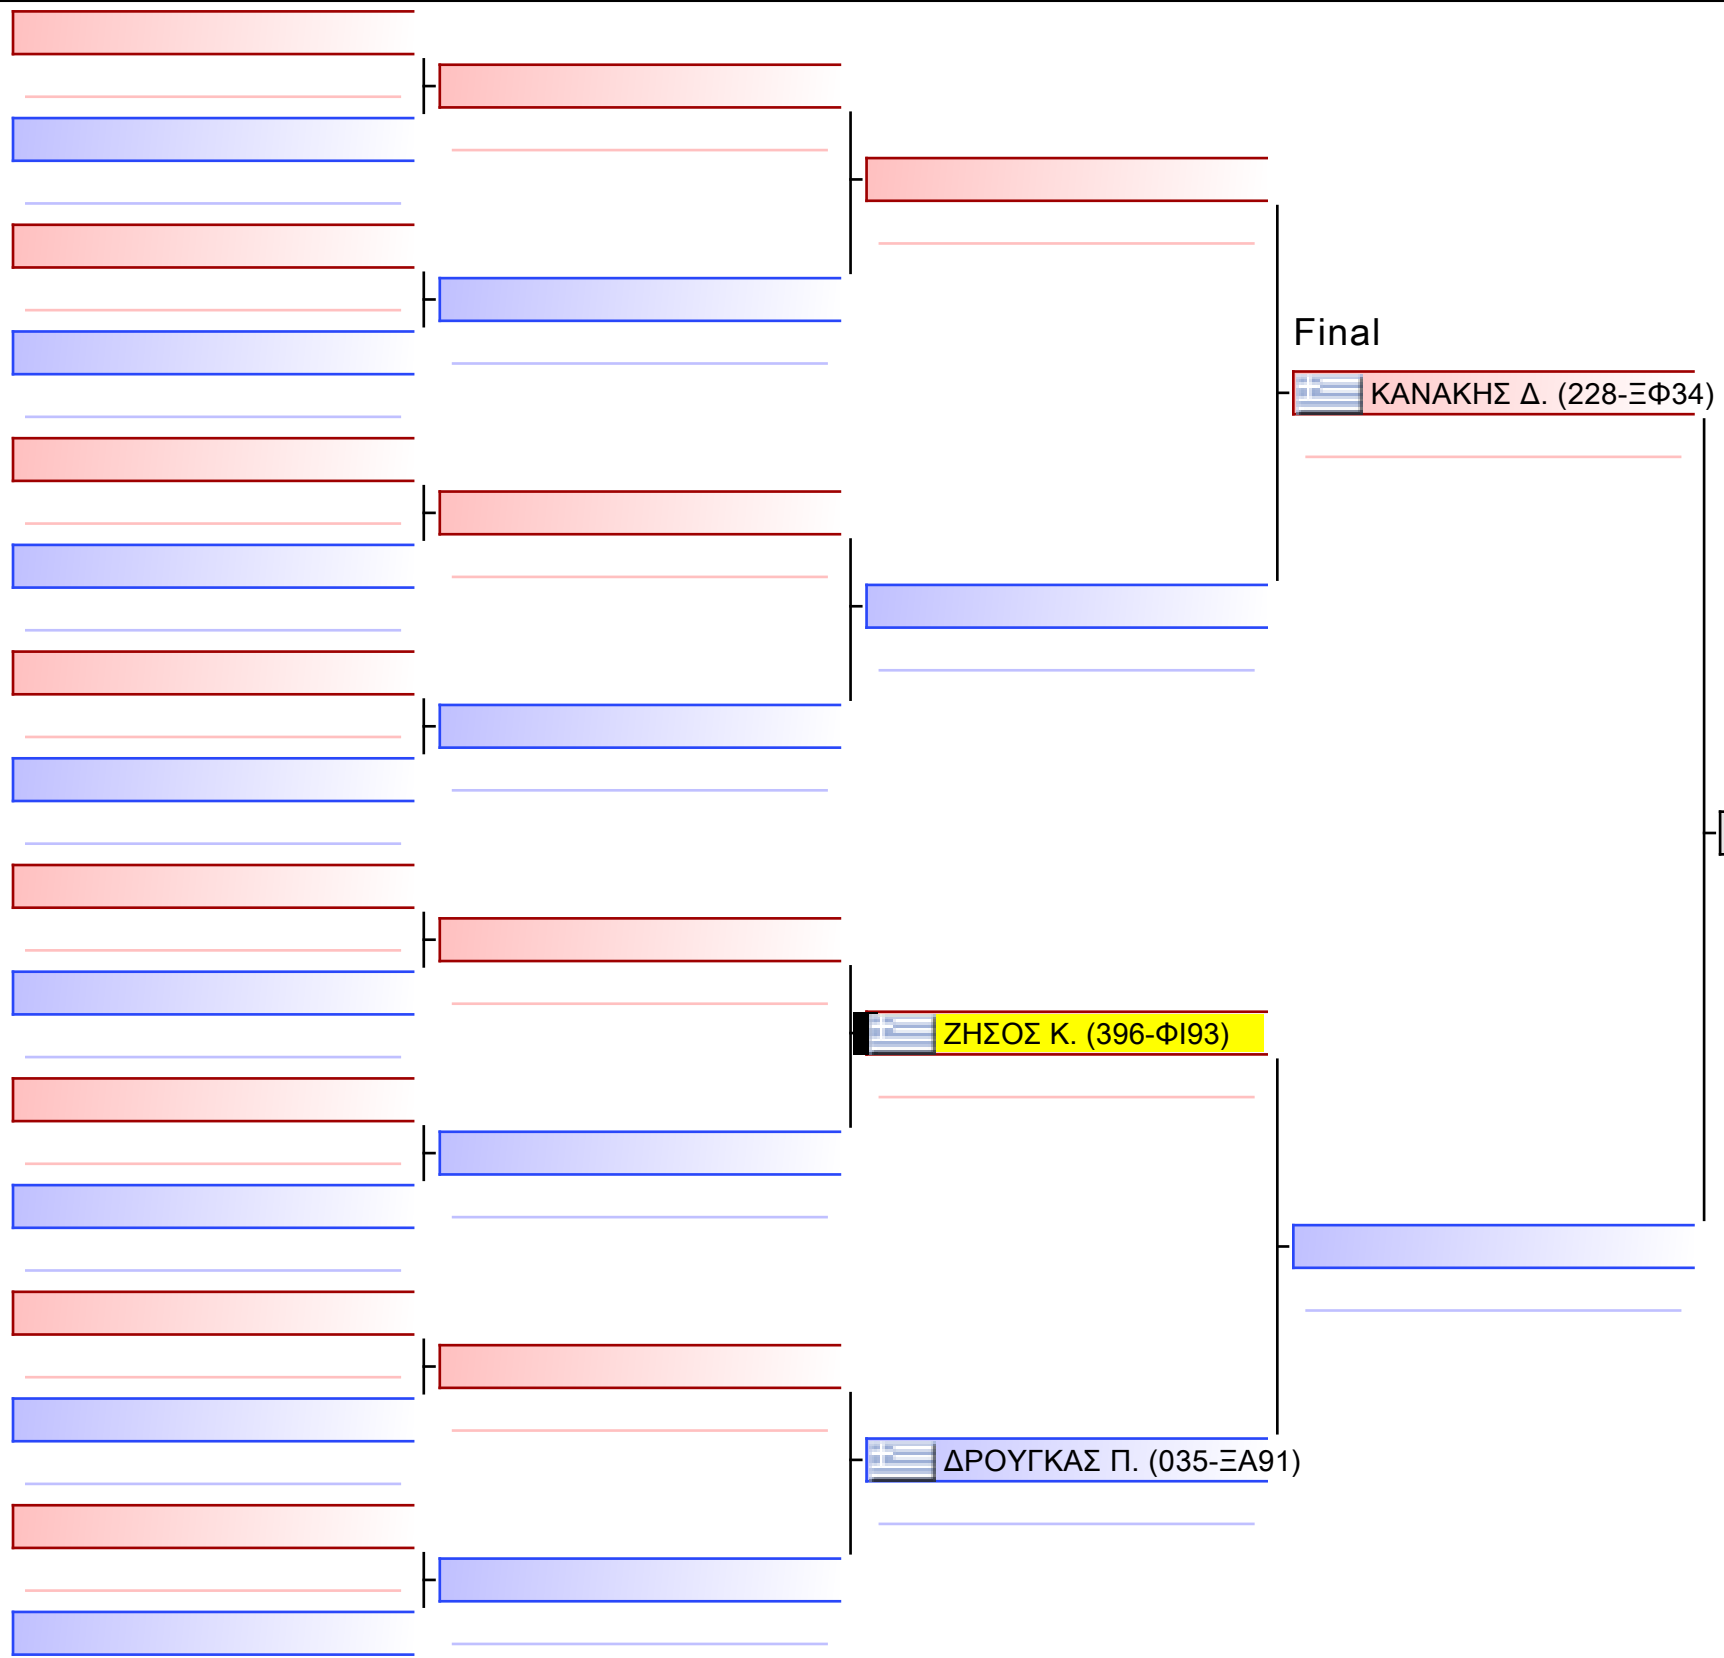 Final
ΚΑΝΑΚΗΣ Δ. (228-ΞΦ34)
ΖΗΣΟΣ Κ. (396-ΦΙ93)
ΔΡΟΥΓΚΑΣ Π. (035-ΞΑ91)